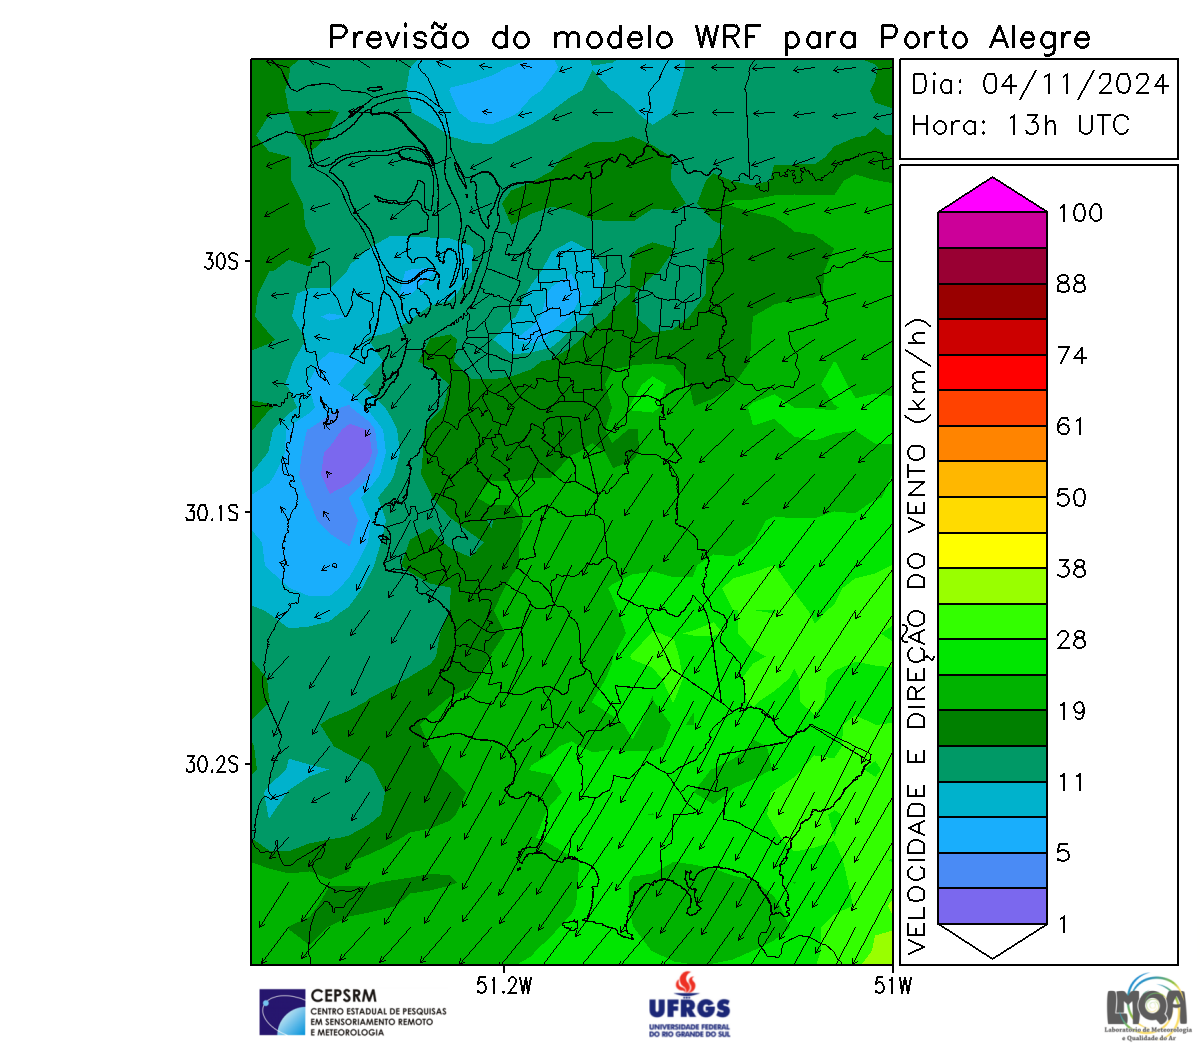 Previsão do modelo WRF para Porto Alegre
Dia: 04/11/2024
Hora: 13h UTC
30S
30.1S
30.2S
51.2W
51W
VELOCIDADE E DIREÇÃO DO VENTO (km/h)
100
88
74
61
50
38
28
19
11
5
1
CEPSRM
CENTRO ESTADUAL DE PESQUISAS
EM SENSORIAMENTO REMOTO
E METEOROLOGIA
UFRGS
UNIVERSIDADE FEDERAL
DO RIO GRANDE DO SUL
LMQA
Laboratório de Meteorologia
e Qualidade do Ar